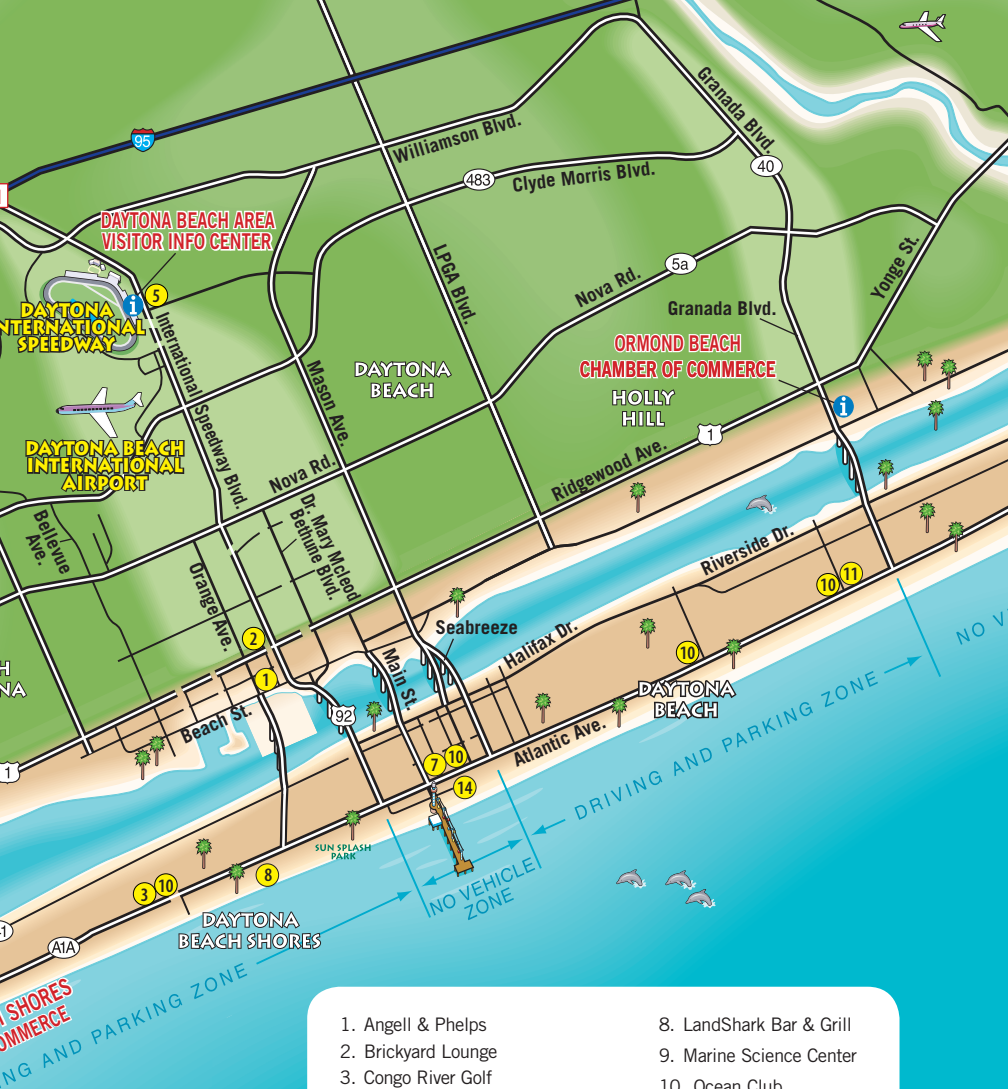 95
Williamson Blvd.
Granada Blvd.
40
483
Clyde Morris Blvd.
DAYTONA BEACH AREA
VISITOR INFO CENTER
i
5
DAYTONA
INTERNATIONAL
SPEEDWAY
International Speedway Blvd.
LPGA Blvd.
5a
Nova Rd.
Yonge St.
Granada Blvd.
ORMOND BEACH
CHAMBER OF COMMERCE
i
HOLLY
HILL
DAYTONA
BEACH
Mason Ave.
DAYTONA BEACH
INTERNATIONAL
AIRPORT
1
Ridgewood Ave.
Nova Rd.
Dr. Mary McLeod
Bethune Blvd.
Bellevue
Ave.
Orange Ave.
Riverside Dr.
10
11
2
Seabreeze
Halifax Dr.
10
NO V
H
NA
1
Main St.
92
Beach St.
DAYTONA
BEACH
Atlantic Ave.
DRIVING AND PARKING ZONE
1
7
10
14
SUN SPLASH
PARK
8
3
10
NO VEHICLE
ZONE
DAYTONA
BEACH SHORES
A1A
SHORES
OMMERCE
NG AND PARKING ZONE
1. Angell & Phelps
2. Brickyard Lounge
3. Congo River Golf
8. LandShark Bar & Grill
9. Marine Science Center
10. Ocean Club